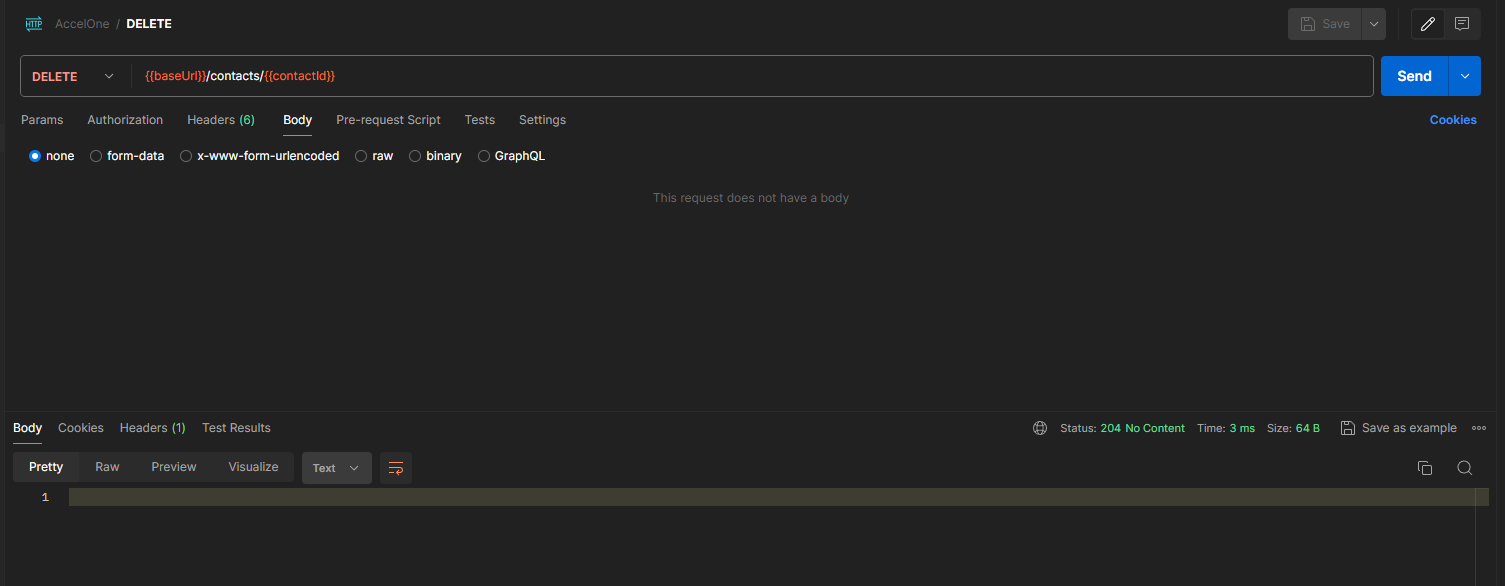 HTTP AccelOne / DELETE Save
DELETE {{baseUrl}}/contacts/{{contactId}} Send
Params Authorization Headers (6) Body Pre-request Script Tests Settings Cookies
none form-data x-www-form-urlencoded raw binary GraphQL
This request does not have a body
Body Cookies Headers (1) Test Results Status: 204 No Content Time: 3 ms Size: 64 B Save as example
Pretty Raw Preview Visualize Text
1